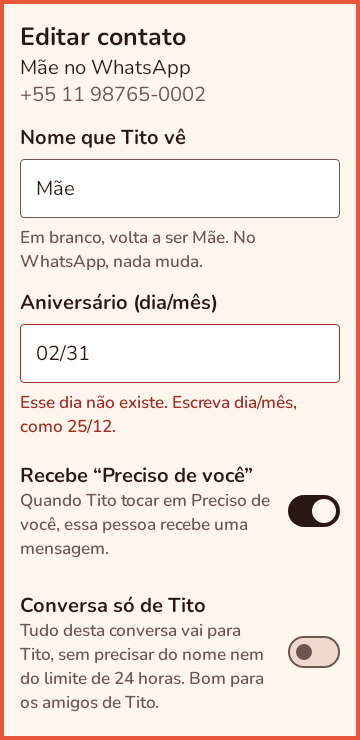 Editar contato
Mãe no WhatsApp
+55 11 98765-0002
Nome que Tito vê
Mãe
Em branco, volta a ser Mãe. No
WhatsApp, nada muda.
Aniversário (dia/mês)
02/31
Esse dia não existe. Escreva dia/mês,
como 25/12.
Recebe “Preciso de você”
Quando Tito tocar em Preciso de
você, essa pessoa recebe uma
mensagem.
Conversa só de Tito
Tudo desta conversa vai para
Tito, sem precisar do nome nem
do limite de 24 horas. Bom para
os amigos de Tito.